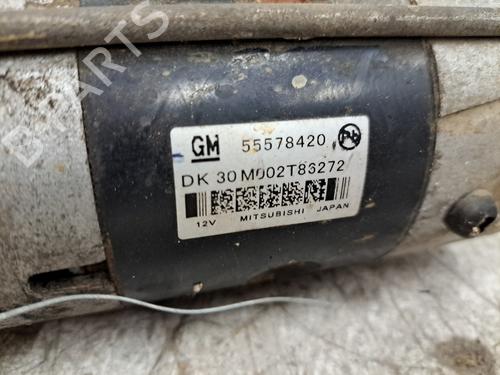 GM 55578420
DK 30 M002T86272
12V MITSUBISHI JAPAN